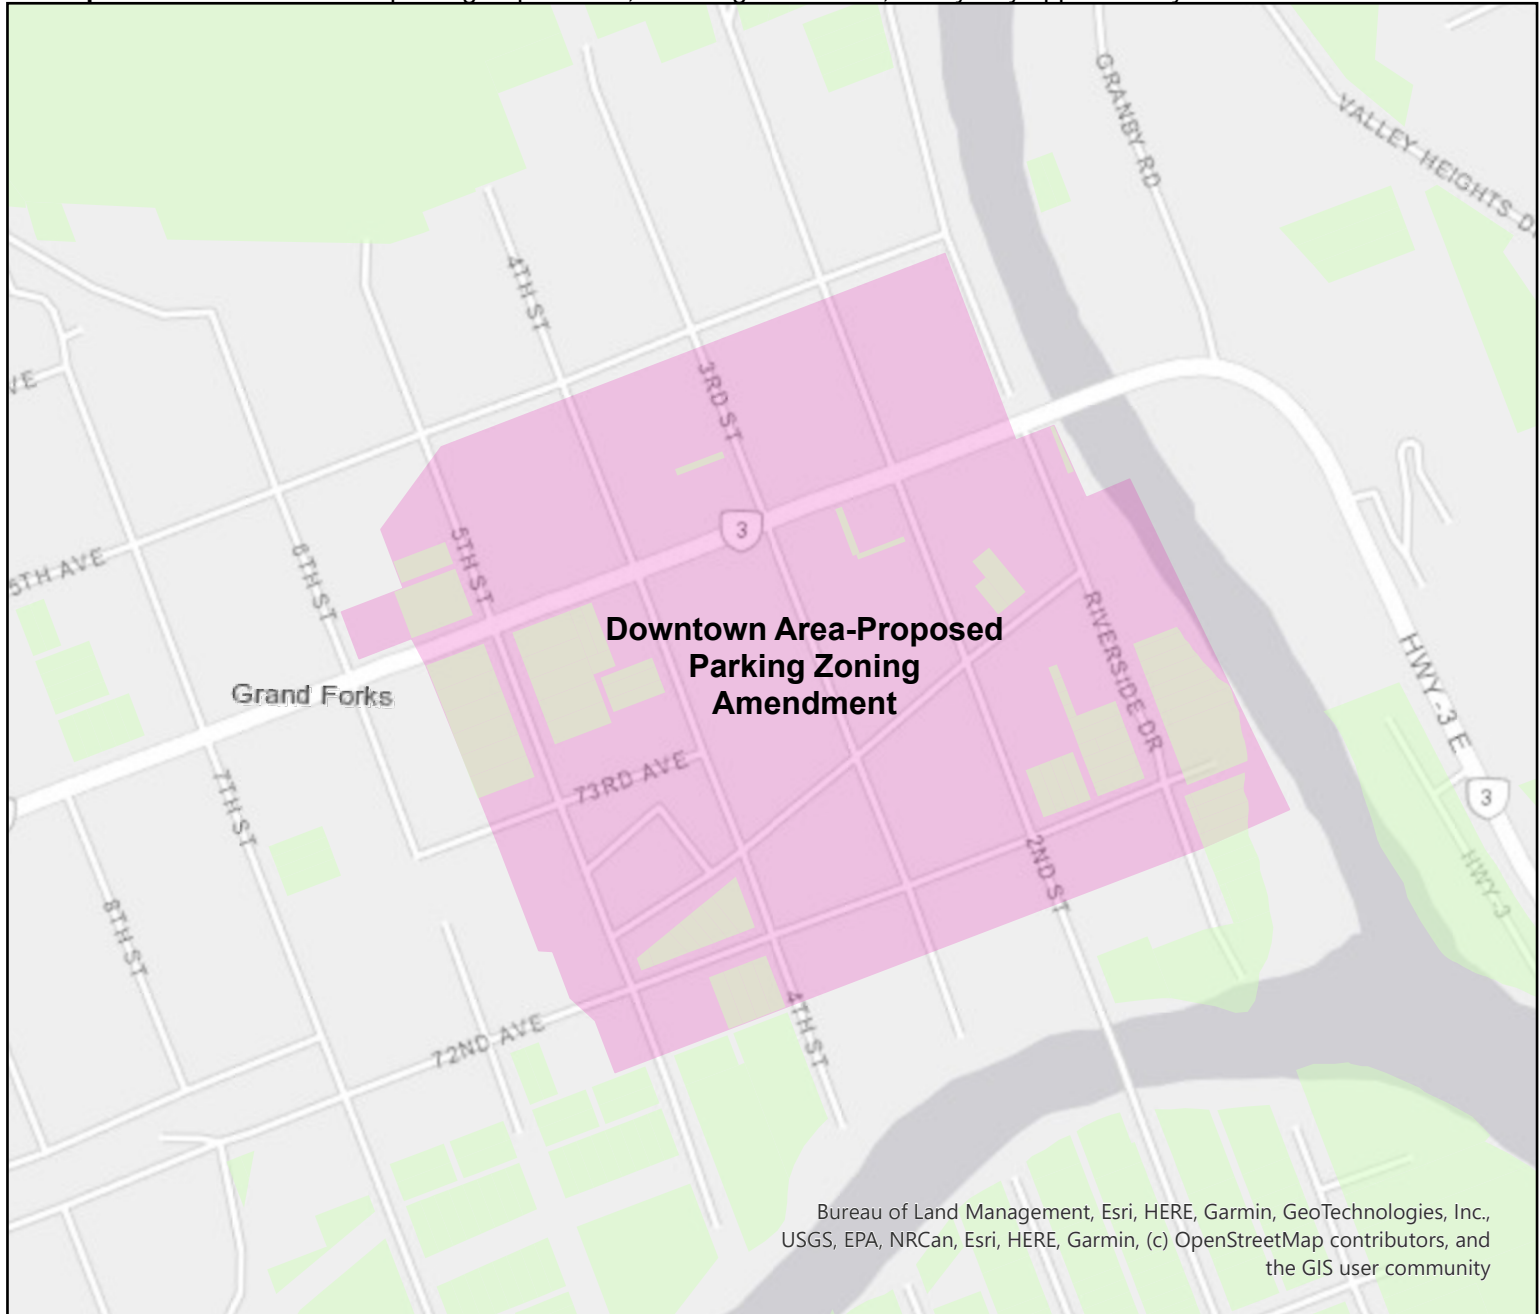 GRANBY RD
VALLEY HEIGHTS
4TH ST
3RD ST
VE
5TH AVE
6TH ST
5TH ST
3
Downtown Area-Proposed
Parking Zoning
Amendment
RIVERSIDE DR
HWY-3 E
Grand Forks
73RD AVE
7TH ST
3
2ND ST
HWY-3
8TH ST
4TH ST
72ND AVE
Bureau of Land Management, Esri, HERE, Garmin, GeoTechnologies, Inc.,
USGS, EPA, NRCan, Esri, HERE, Garmin, (c) OpenStreetMap contributors, and
the GIS user community